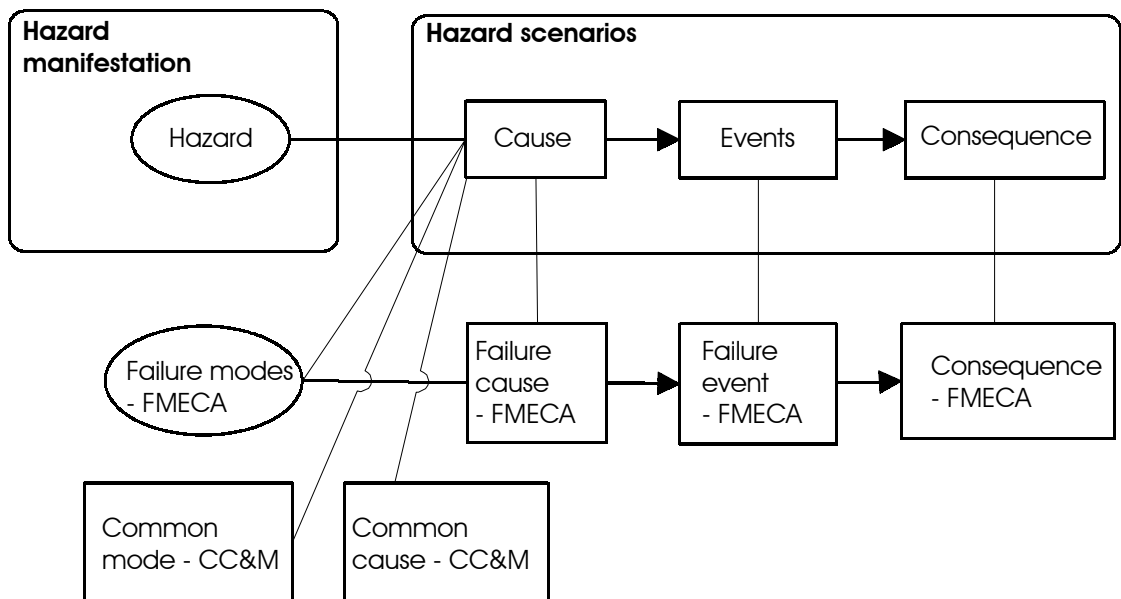 Hazard
manifestation
Hazard scenarios
Hazard
Cause
Events
Consequence
Failure modes
- FMECA
Failure
cause
- FMECA
Failure
event
- FMECA
Consequence
- FMECA
Common
mode - CC&M
Common
cause - CC&M